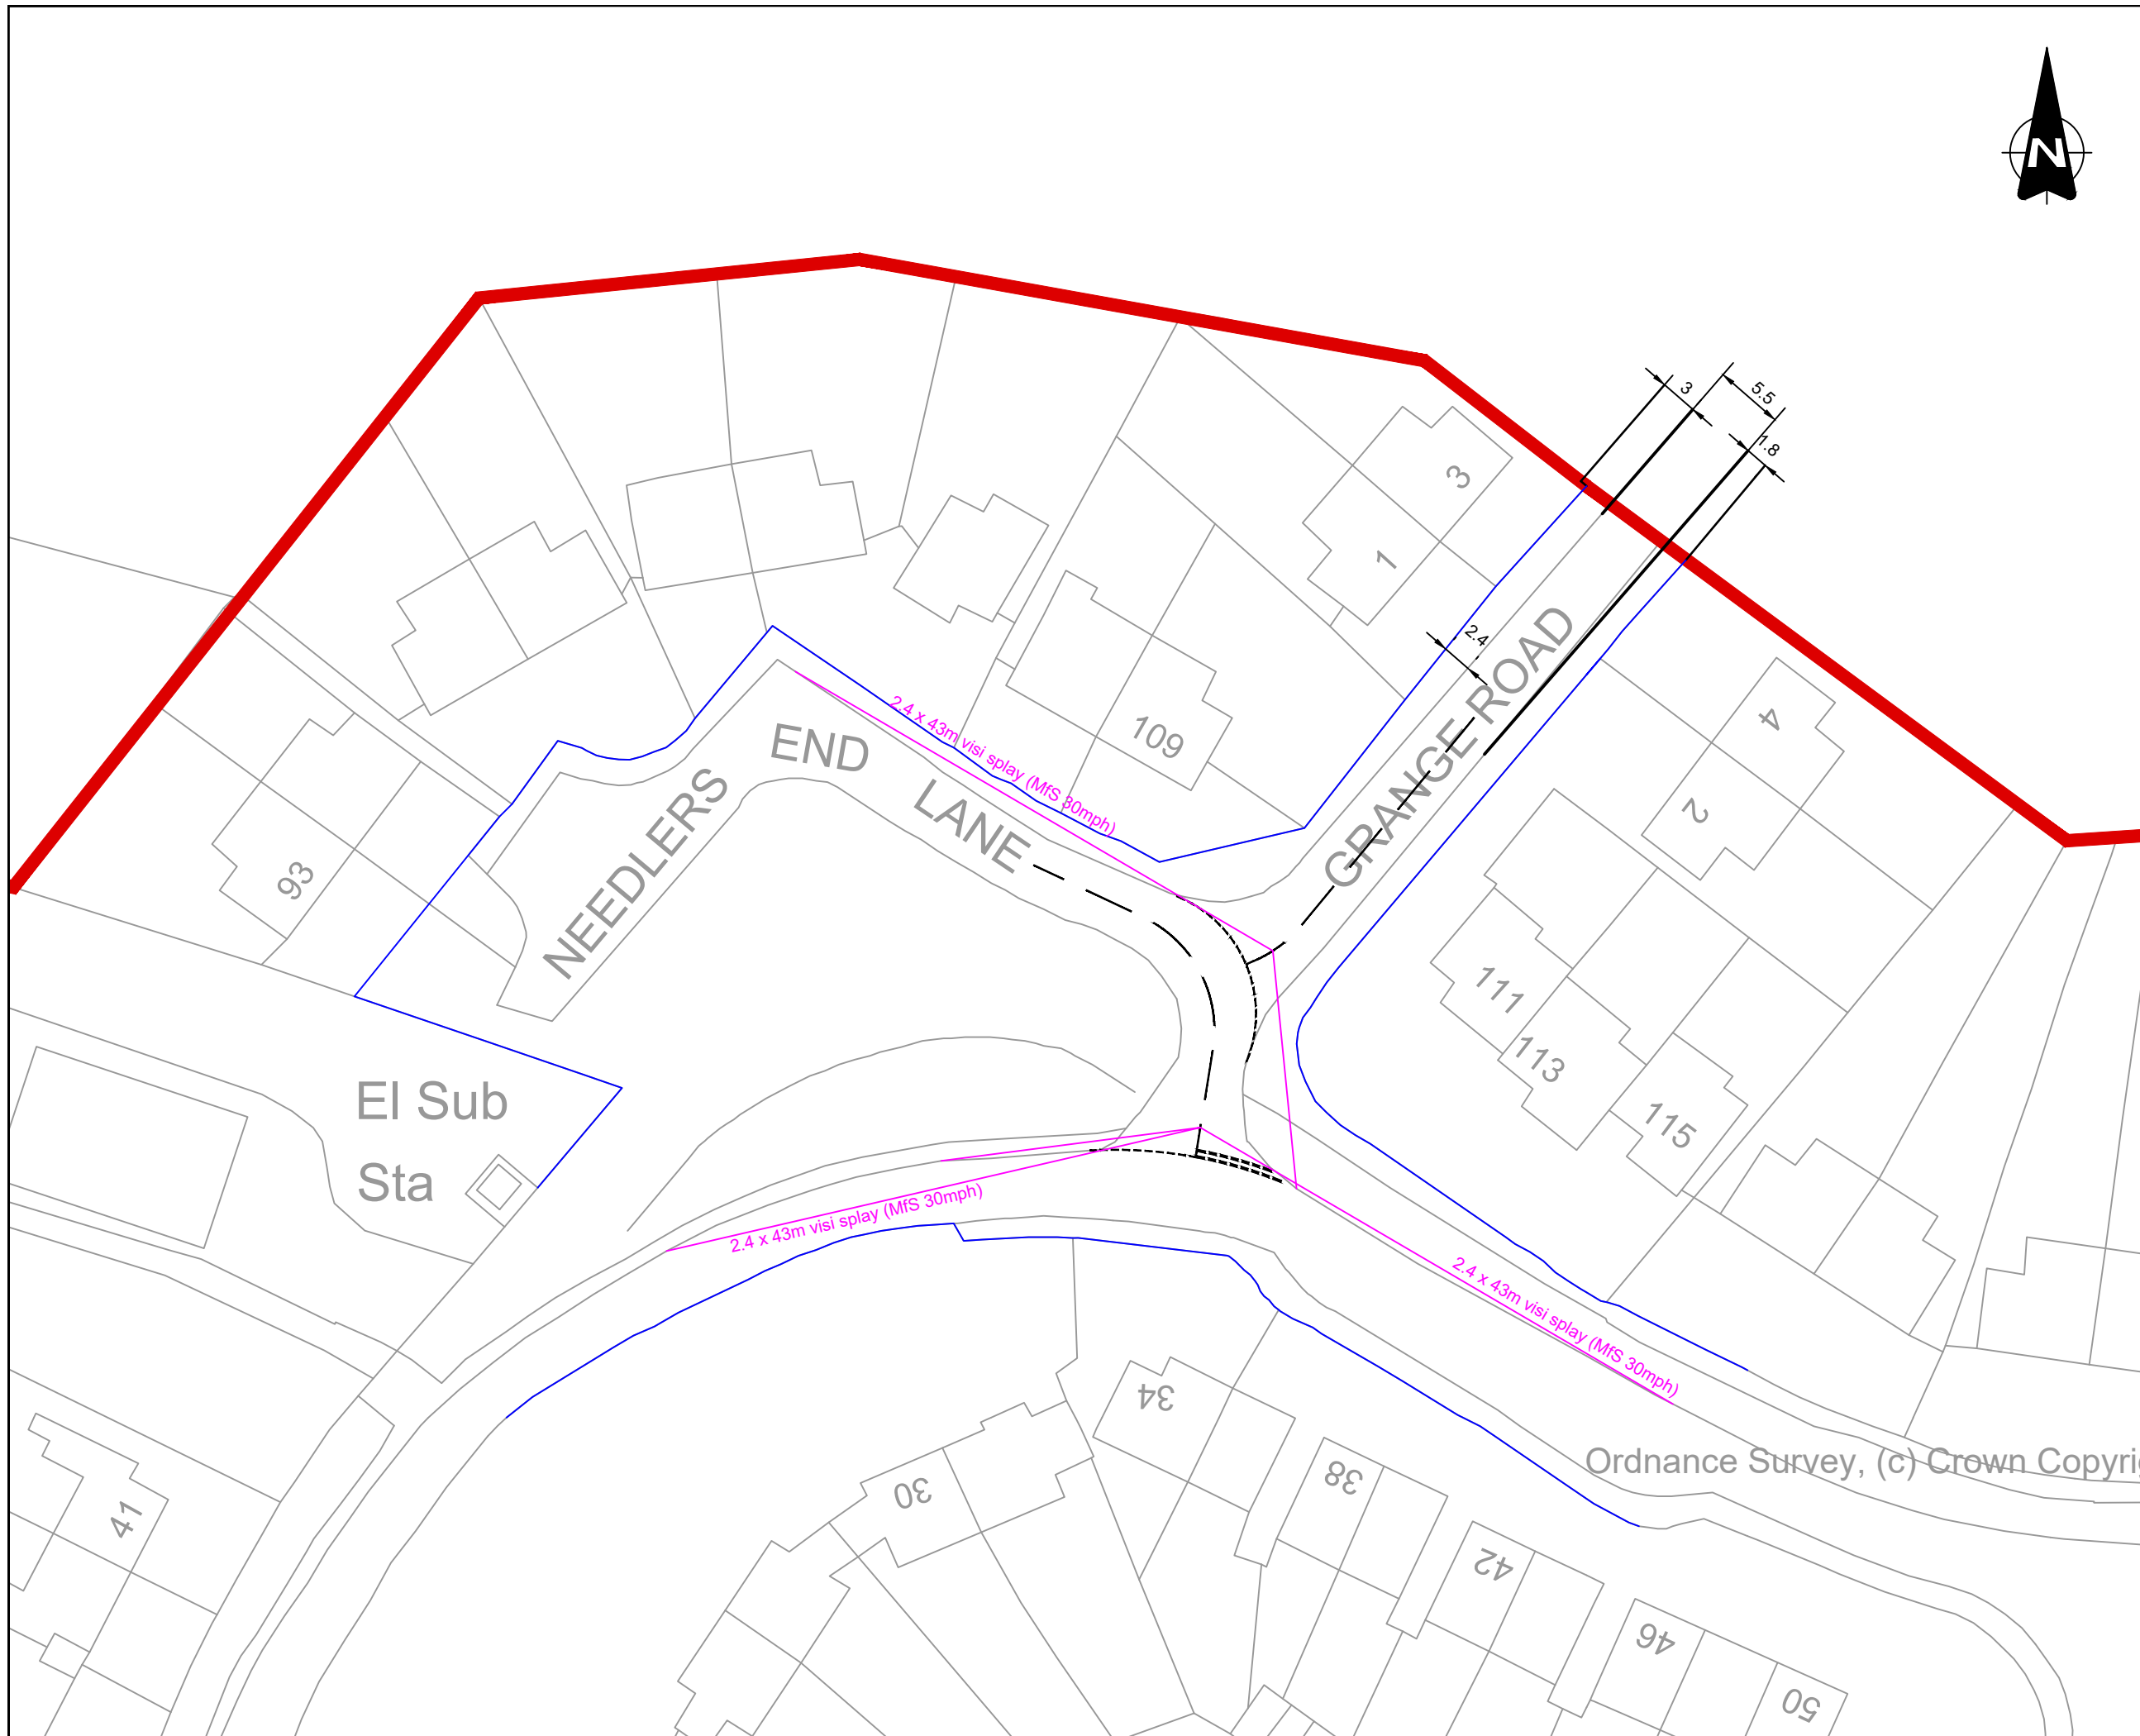 N
3
5.5
1.8
3
1
2.4
GRANGE ROAD
2.4 x 43m visi splay (MfS 30mph)
109
NEEDLERS
END
LANE
4
2
93
111
113
115
El Sub
Sta
2.4 x 43m visi splay (MfS 30mph)
2.4 x 43m visi splay (MfS 30mph)
34
38
30
42
46
50
41
Ordnance Survey, (c) Crown Copyri